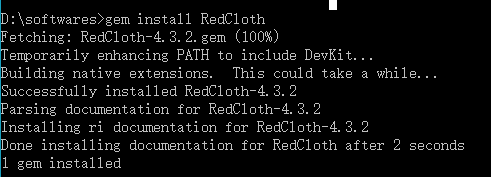 D:\softwares>gem install RedCloth
Fetching: RedCloth-4.3.2.gem (100%)
Temporarily enhancing PATH to include DevKit...
Building native extensions.  This could take a while...
Successfully installed RedCloth-4.3.2
Parsing documentation for RedCloth-4.3.2
Installing ri documentation for RedCloth-4.3.2
Done installing documentation for RedCloth after 2 seconds
1 gem installed